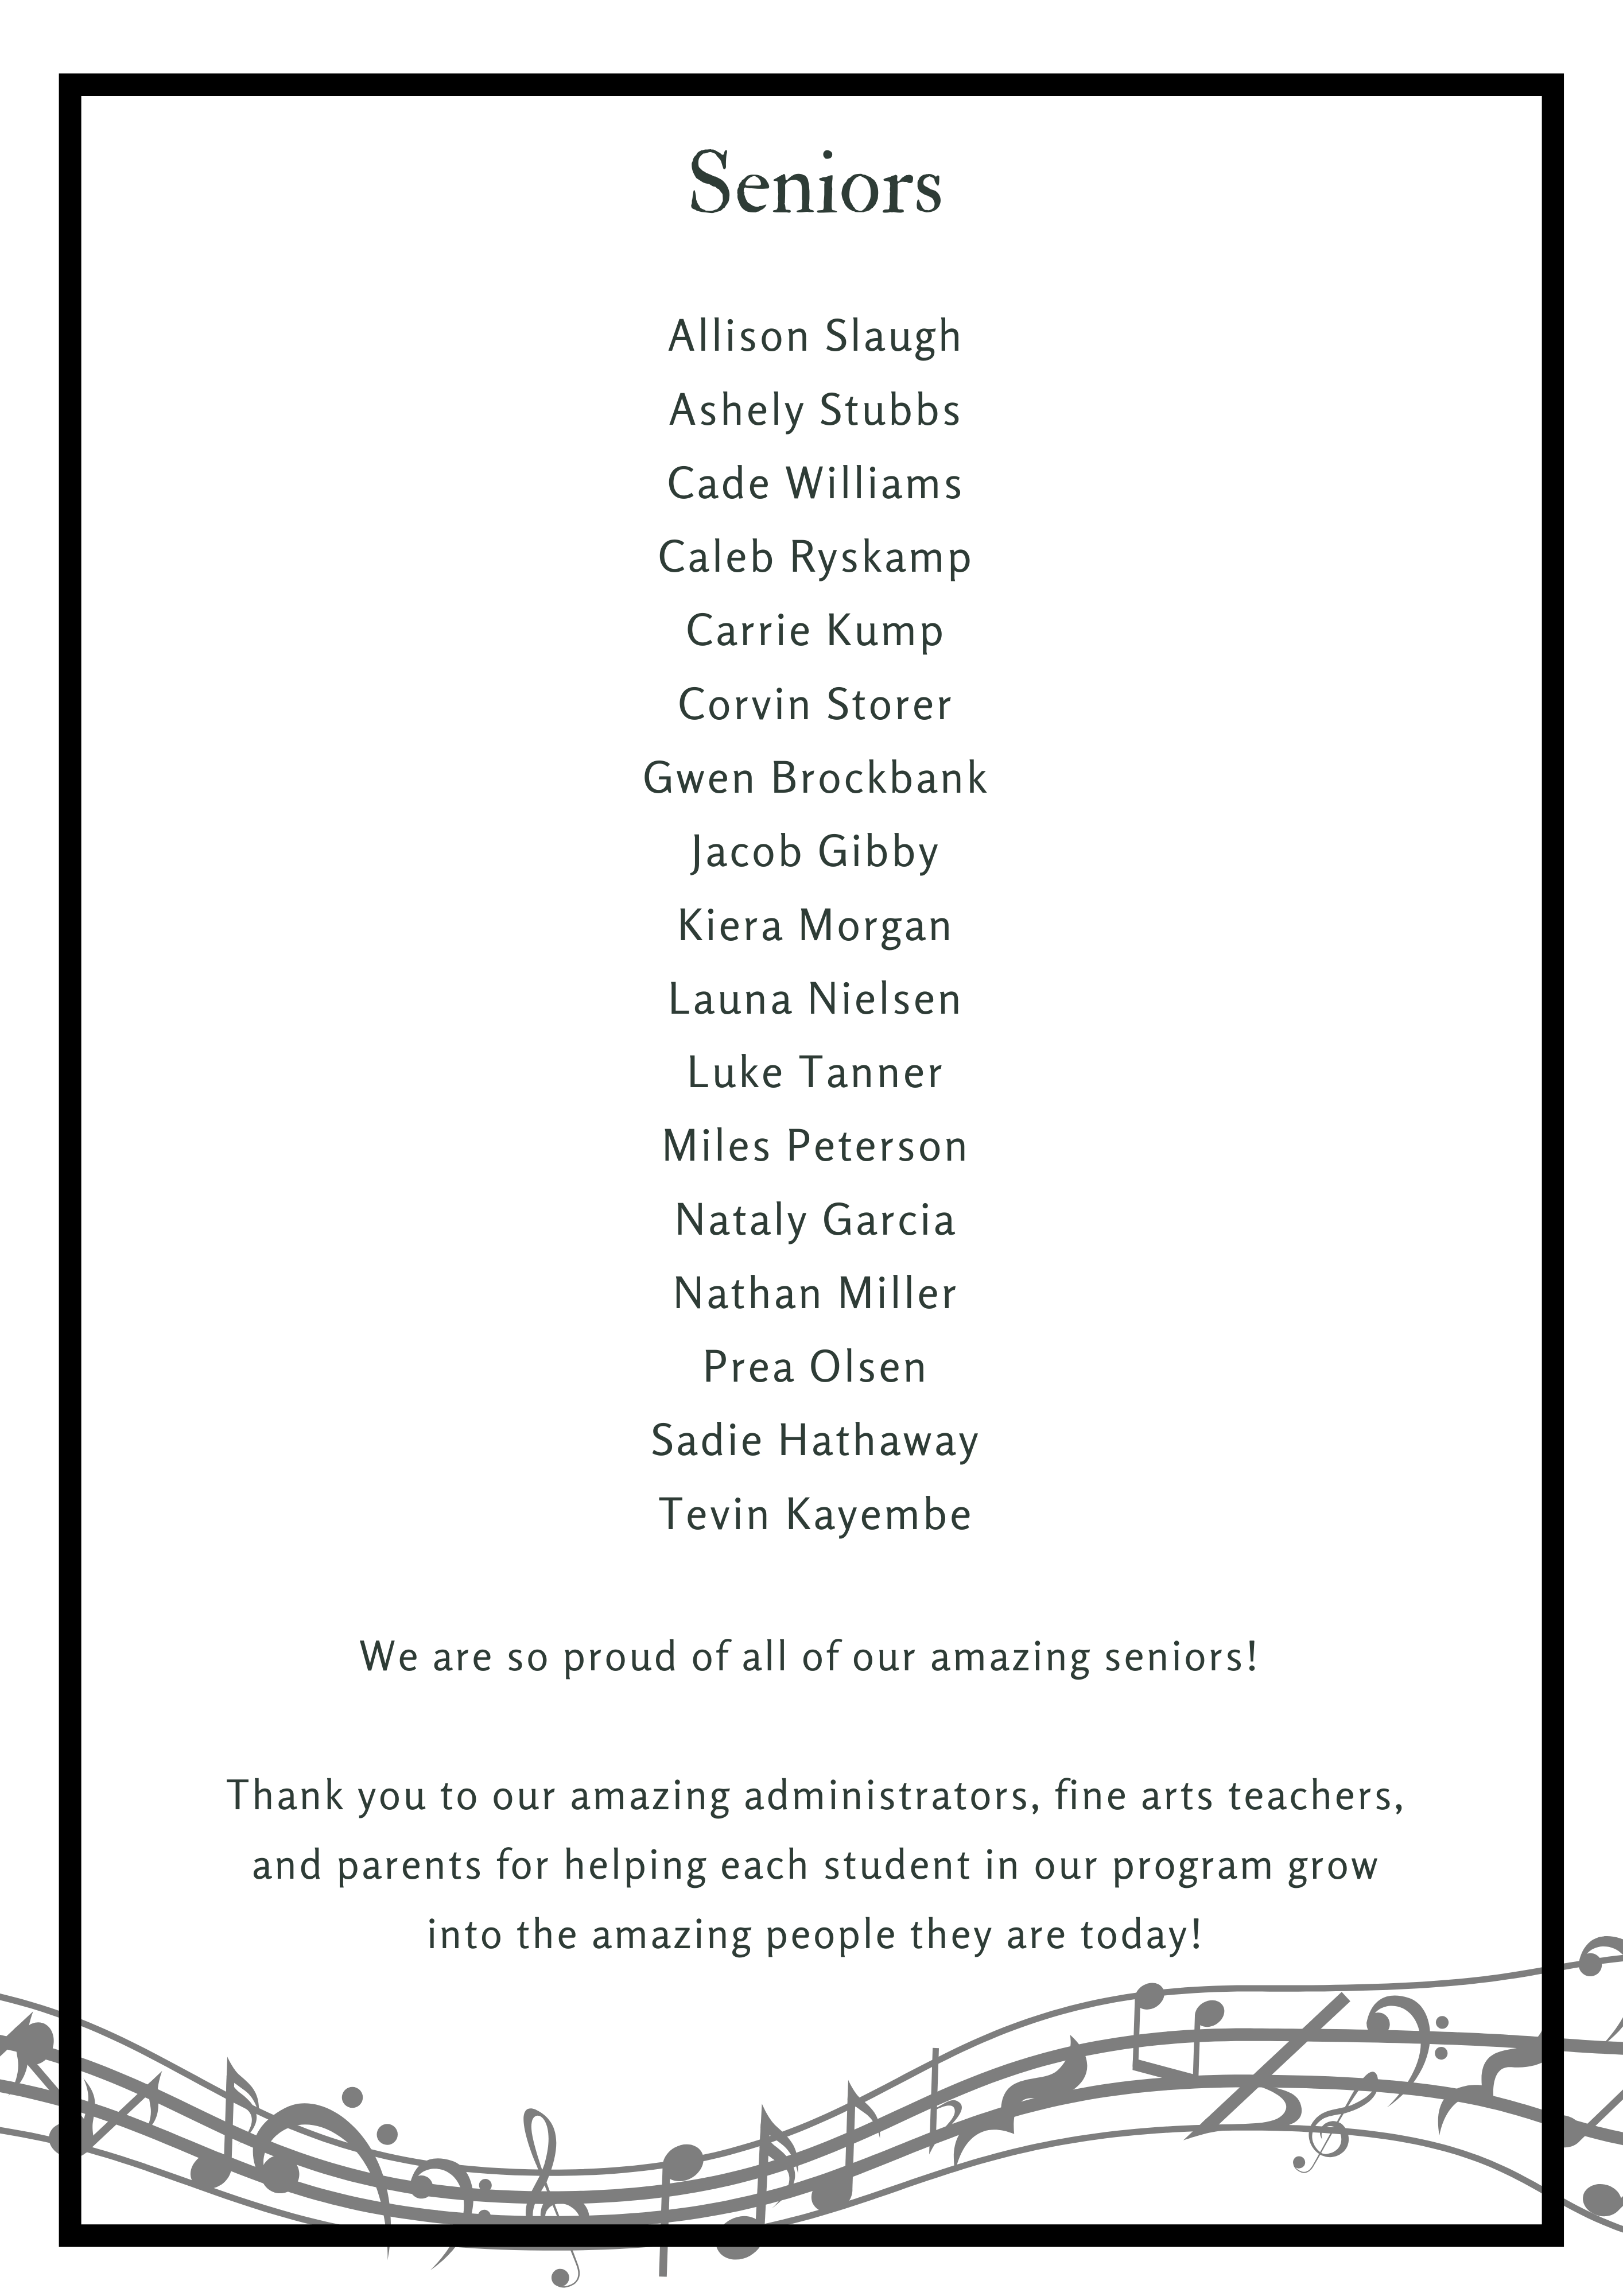 Seniors
Allison Slaugh
Ashely Stubbs
Cade Williams
Caleb Ryskamp
Carrie Kump
Corvin Storer
Gwen Brockbank
Jacob Gibby
Kiera Morgan
Launa Nielsen
Luke Tanner
Miles Peterson
Nataly Garcia
Nathan Miller
Prea Olsen
Sadie Hathaway
Tevin Kayembe
We are so proud of all of our amazing seniors!
Thank you to our amazing administrators, fine arts teachers,
and parents for helping each student in our program grow
into the amazing people they are today!